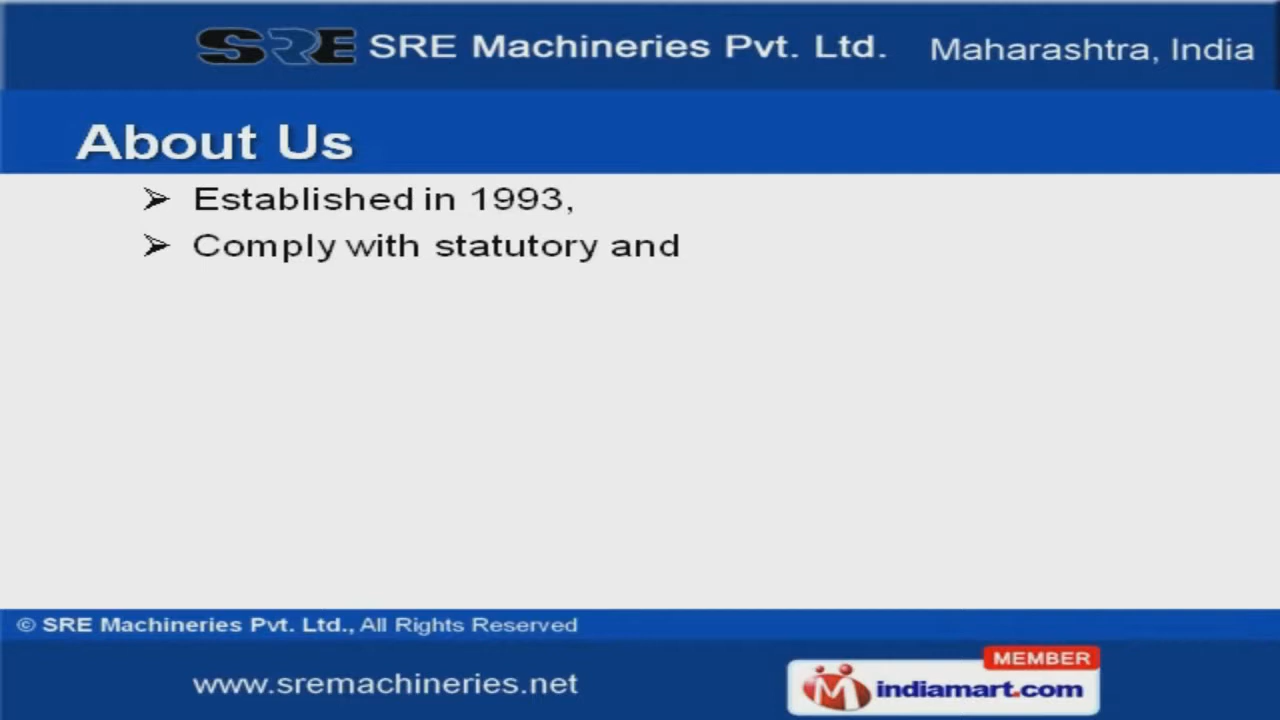 SRE SRE Machineries Pvt. Ltd. Maharashtra, India
About Us
➢ Established in 1993,
➢ Comply with statutory and
© SRE Machineries Pvt. Ltd., All Rights Reserved
MEMBER
www.sremachineries.net indiamart.com